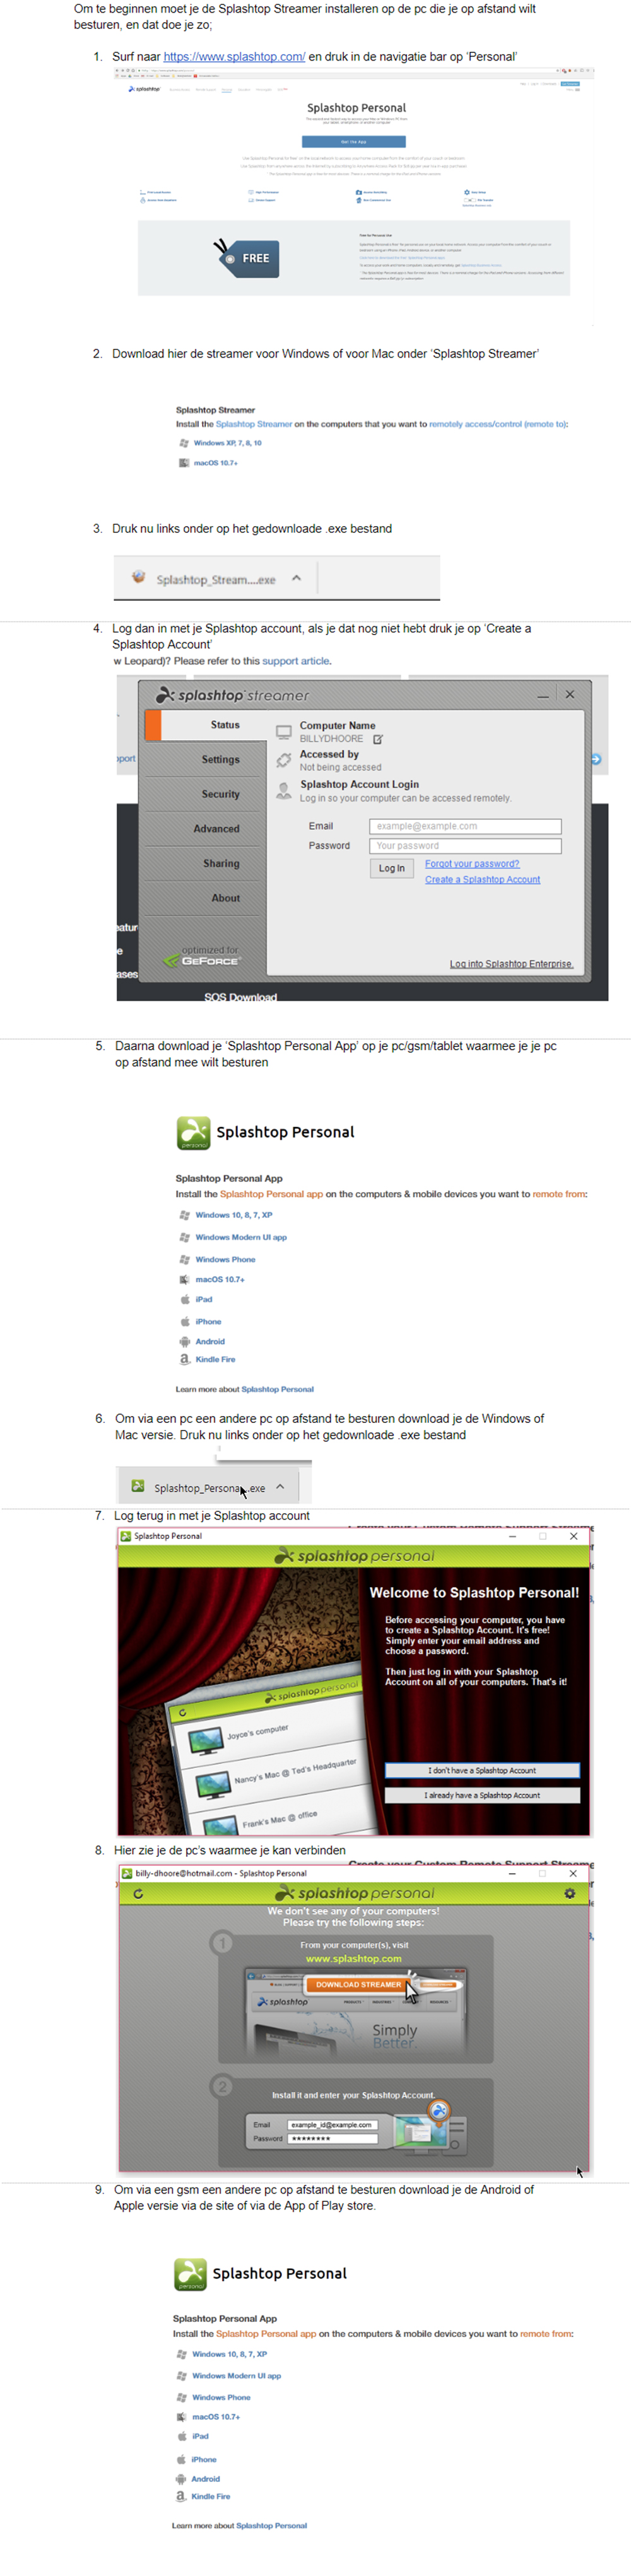 Om te beginnen moet je de Splashtop Streamer installeren op de pc die je op afstand wilt
besturen, en dat doe je zo;
1. Surf naar https://www.splashtop.com/ en druk in de navigatie bar op ‘Personal’
splashtop
Splashtop Personal
Get the App
FREE
2. Download hier de streamer voor Windows of voor Mac onder ‘Splashtop Streamer’
Splashtop Streamer
Install the Splashtop Streamer on the computers that you want to remotely access/control (remote to):
Windows XP, 7, 8, 10
macOS 10.7+
3. Druk nu links onder op het gedownloade .exe bestand
Splashtop_Stream....exe
4. Log dan in met je Splashtop account, als je dat nog niet hebt druk je op ‘Create a
Splashtop Account’
w Leopard)? Please refer to this support article.
splashtop streamer
Status
Settings
Security
Advanced
Sharing
About
optimized for
GEFORCE
Computer Name
BILLYDHOORE
Accessed by
Not being accessed
Splashtop Account Login
Log in so your computer can be accessed remotely.
Email example@example.com
Password Your password
Log In Forgot your password?
Create a Splashtop Account
Log into Splashtop Enterprise.
pport
eatur
e
ases
SOS Download
5. Daarna download je ‘Splashtop Personal App’ op je pc/gsm/tablet waarmee je je pc
op afstand mee wilt besturen
personal
Splashtop Personal
Splashtop Personal App
Install the Splashtop Personal app on the computers & mobile devices you want to remote from:
Windows 10, 8, 7, XP
Windows Modern UI app
Windows Phone
macOS 10.7+
iPad
iPhone
Android
Kindle Fire
Learn more about Splashtop Personal
6. Om via een pc een andere pc op afstand te besturen download je de Windows of
Mac versie. Druk nu links onder op het gedownloade .exe bestand
Splashtop_Persona....exe
7. Log terug in met je Splashtop account
Splashtop Personal
splashtop personal
Welcome to Splashtop Personal!
Before accessing your computer, you have
to create a Splashtop Account. It's free!
Simply enter your email address and
choose a password.
Then just log in with your Splashtop
Account on all of your computers. That's it!
splashtop personal
Joyce's computer
Nancy's Mac @ Ted's Headquarter
Frank's Mac @ office
I don't have a Splashtop Account
I already have a Splashtop Account
8. Hier zie je de pc’s waarmee je kan verbinden
billy-dhoore@hotmail.com - Splashtop Personal
splashtop personal
We don't see any of your computers!
Please try the following steps:
1
From your computer(s), visit
www.splashtop.com
DOWNLOAD STREAMER
splashtop
Simply
Better.
2
Install it and enter your Splashtop Account.
Email example_id@example.com
Password ********
9. Om via een gsm een andere pc op afstand te besturen download je de Android of
Apple versie via de site of via de App of Play store.
personal
Splashtop Personal
Splashtop Personal App
Install the Splashtop Personal app on the computers & mobile devices you want to remote from:
Windows 10, 8, 7, XP
Windows Modern UI app
Windows Phone
macOS 10.7+
iPad
iPhone
Android
Kindle Fire
Learn more about Splashtop Personal